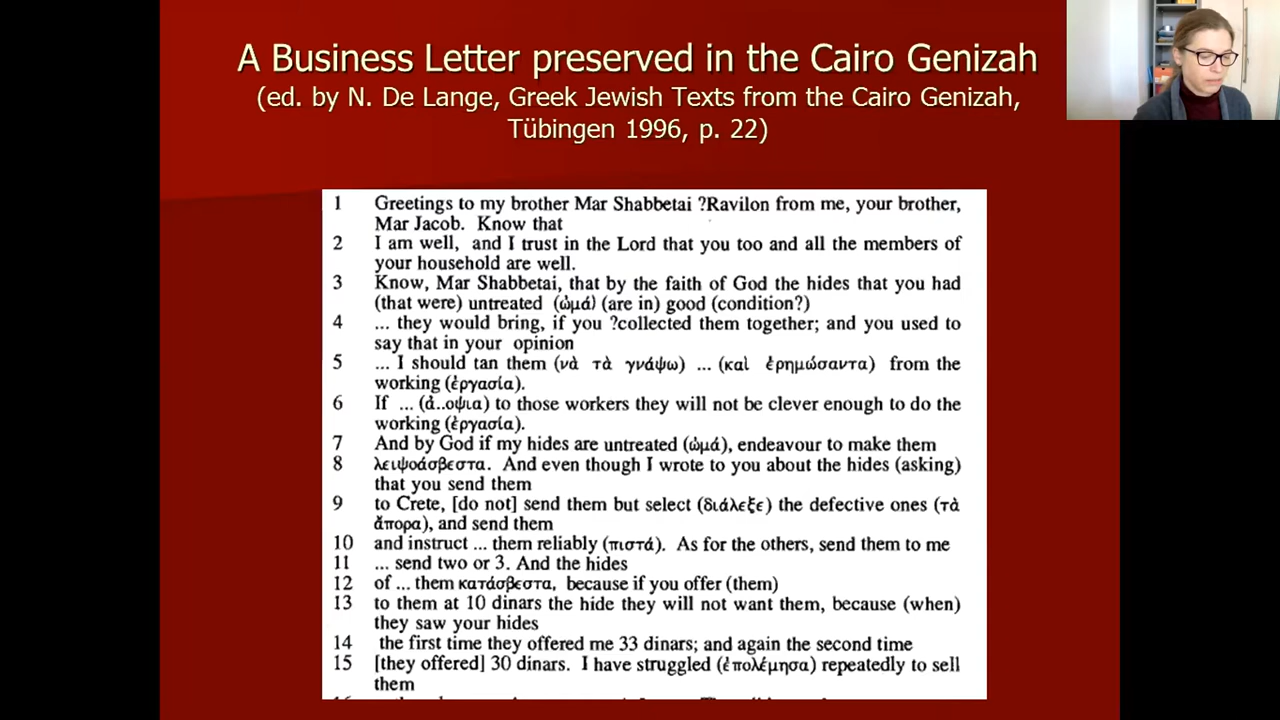 A Business Letter preserved in the Cairo Genizah
(ed. by N. De Lange, Greek Jewish Texts from the Cairo Genizah,
Tübingen 1996, p. 22)
1 Greetings to my brother Mar Shabbetai ?Ravilon from me, your brother,
Mar Jacob. Know that
2 I am well, and I trust in the Lord that you too and all the members of
your household are well.
3 Know, Mar Shabbetai, that by the faith of God the hides that you had
(that were) untreated (ὠμά) (are in) good (condition?)
4 ... they would bring, if you ?collected them together; and you used to
say that in your opinion
5 ... I should tan them (νὰ τὰ γνάψω) ... (καὶ ἐρημώσαντα) from the
working (ἐργασία).
6 If ... (ἀ..οψια) to those workers they will not be clever enough to do the
working (ἐργασία).
7 And by God if my hides are untreated (ὠμά), endeavour to make them
8 λειψοάσβεστα. And even though I wrote to you about the hides (asking)
that you send them
9 to Crete, [do not] send them but select (διάλεξε) the defective ones (τὰ
ἄπορα), and send them
10 and instruct ... them reliably (πιστά). As for the others, send them to me
11 ... send two or 3. And the hides
12 of ... them κατάσβεστα, because if you offer (them)
13 to them at 10 dinars the hide they will not want them, because (when)
they saw your hides
14 the first time they offered me 33 dinars; and again the second time
15 [they offered] 30 dinars. I have struggled (ἐπολέμησα) repeatedly to sell
them